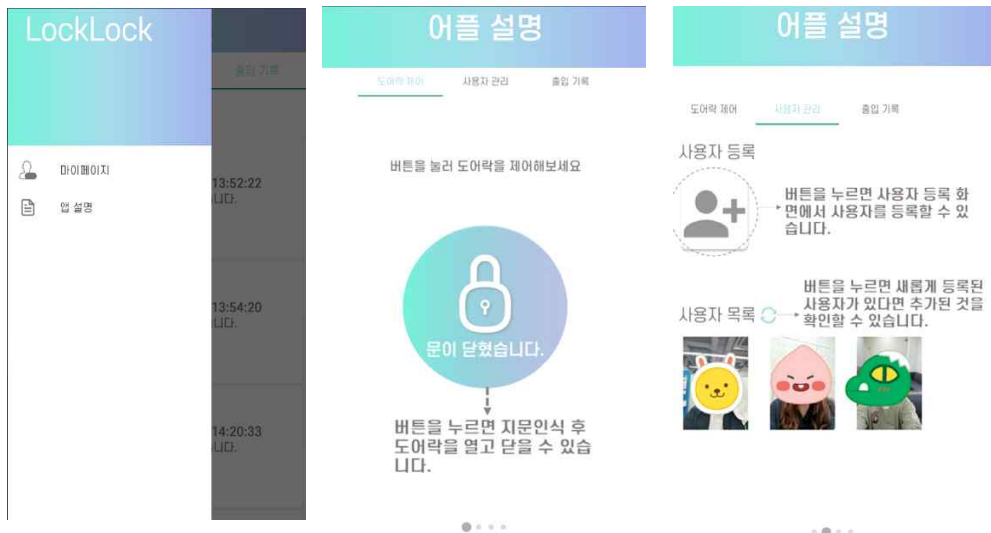 LockLock
출입 기록
마이페이지
앱 설명
13:52:22
니다.
13:54:20
니다.
14:20:33
니다.
어플 설명
도어락 제어 사용자 관리 출입 기록
버튼을 눌러 도어락을 제어해보세요
문이 닫혔습니다.
버튼을 누르면 지문인식 후
도어락을 열고 닫을 수 있습
니다.
어플 설명
도어락 제어 사용자 관리 출입 기록
사용자 등록
버튼을 누르면 사용자 등록 화
면에서 사용자를 등록할 수 있
습니다.
버튼을 누르면 새롭게 등록된
사용자가 있다면 추가된 것을
확인할 수 있습니다.
사용자 목록